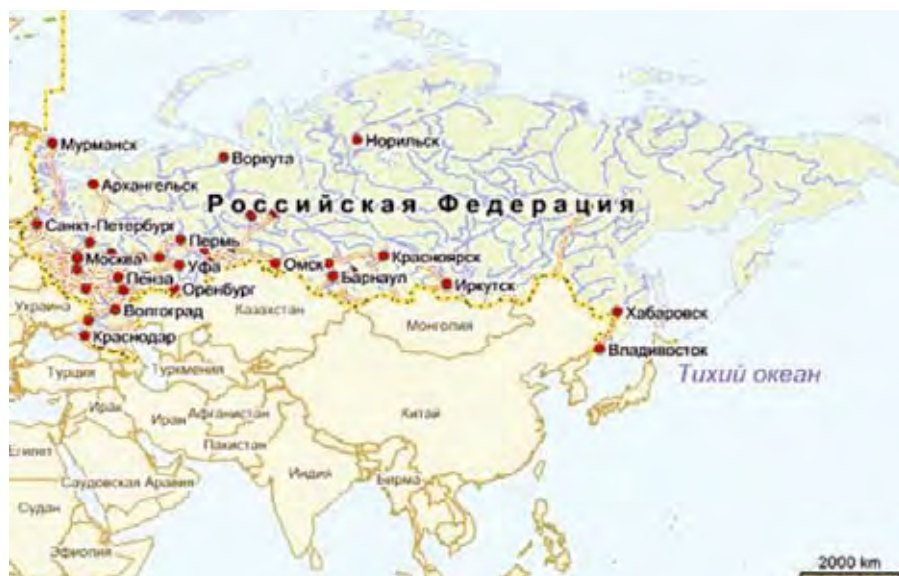 Мурманск
Норильск
Воркута
Архангельск
Российская Федерация
Санкт-Петербург
Пермь
Москва
Уфа
Омск
Красноярск
Пенза
Барнаул
Иркутск
Оренбург
Украина
Волгоград
Казахстан
Хабаровск
Монголия
Краснодар
Владивосток
Турция
Туркмения
Тихий океан
Ирак
Иран
Афганистан
Китай
Египет
Пакистан
Саудовская Аравия
Индия
Бирма
Судан
Эфиопия
2000 km